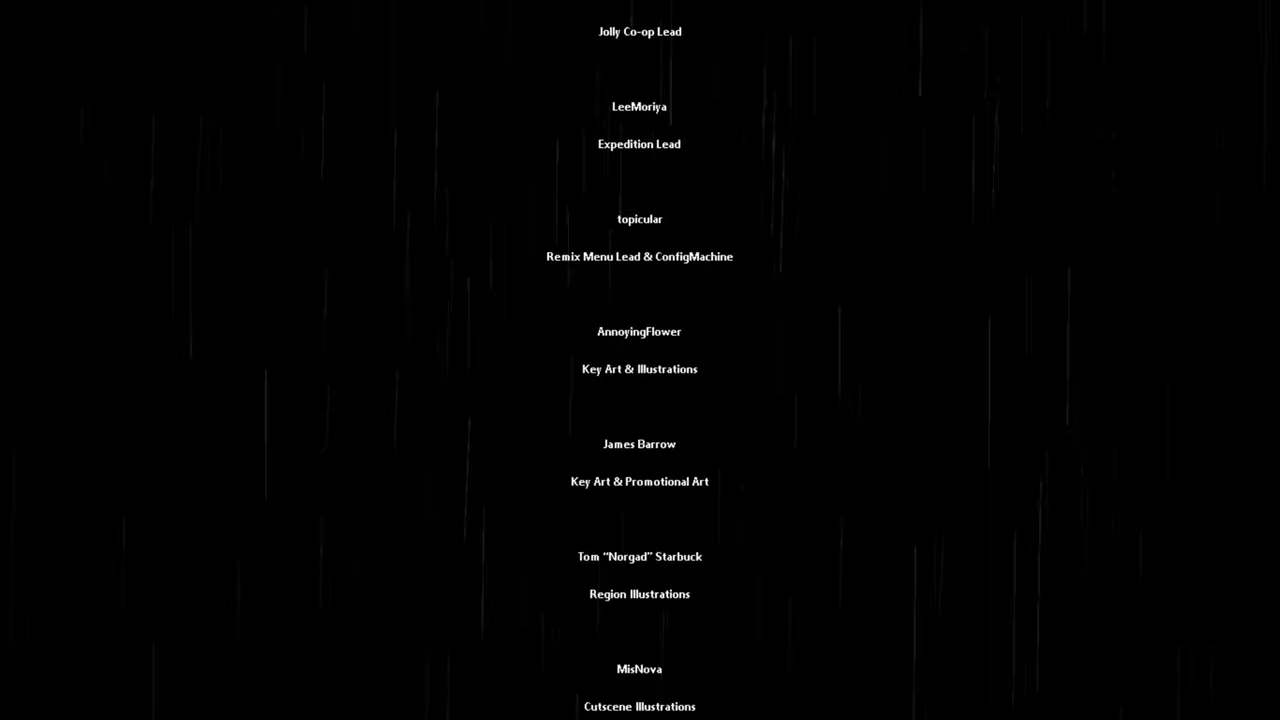 Jolly Co-op Lead
LeeMoriya
Expedition Lead
topicular
Remix Menu Lead & ConfigMachine
AnnoyingFlower
Key Art & Illustrations
James Barrow
Key Art & Promotional Art
Tom “Norgad” Starbuck
Region Illustrations
MisNova
Cutscene Illustrations